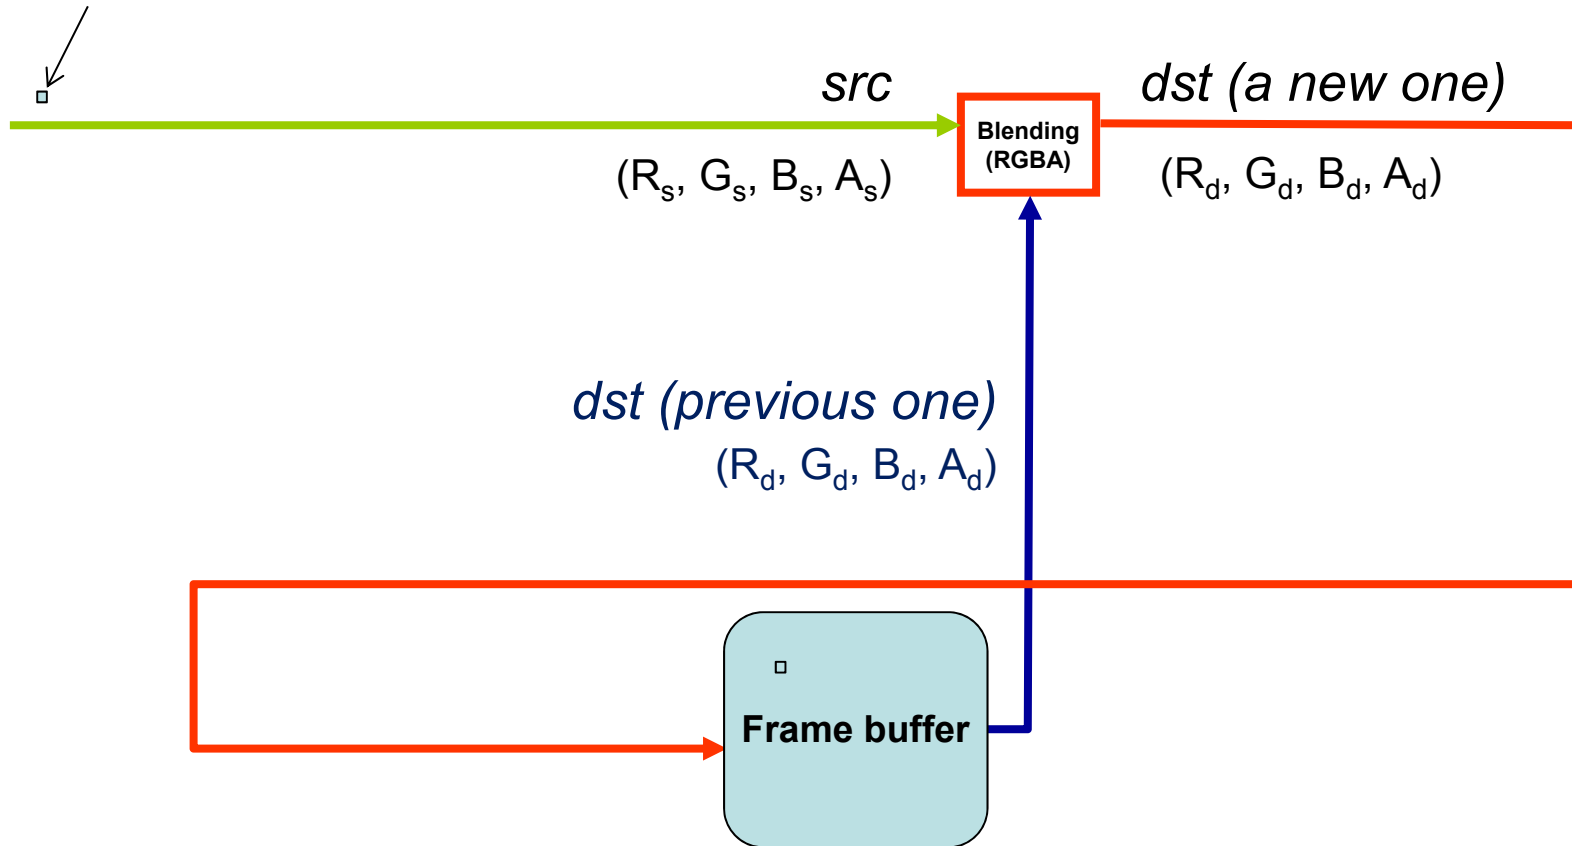 src
dst (a new one)
Blending
(RGBA)
(Rs, Gs, Bs, As)
(Rd, Gd, Bd, Ad)
dst (previous one)
(Rd, Gd, Bd, Ad)
Frame buffer